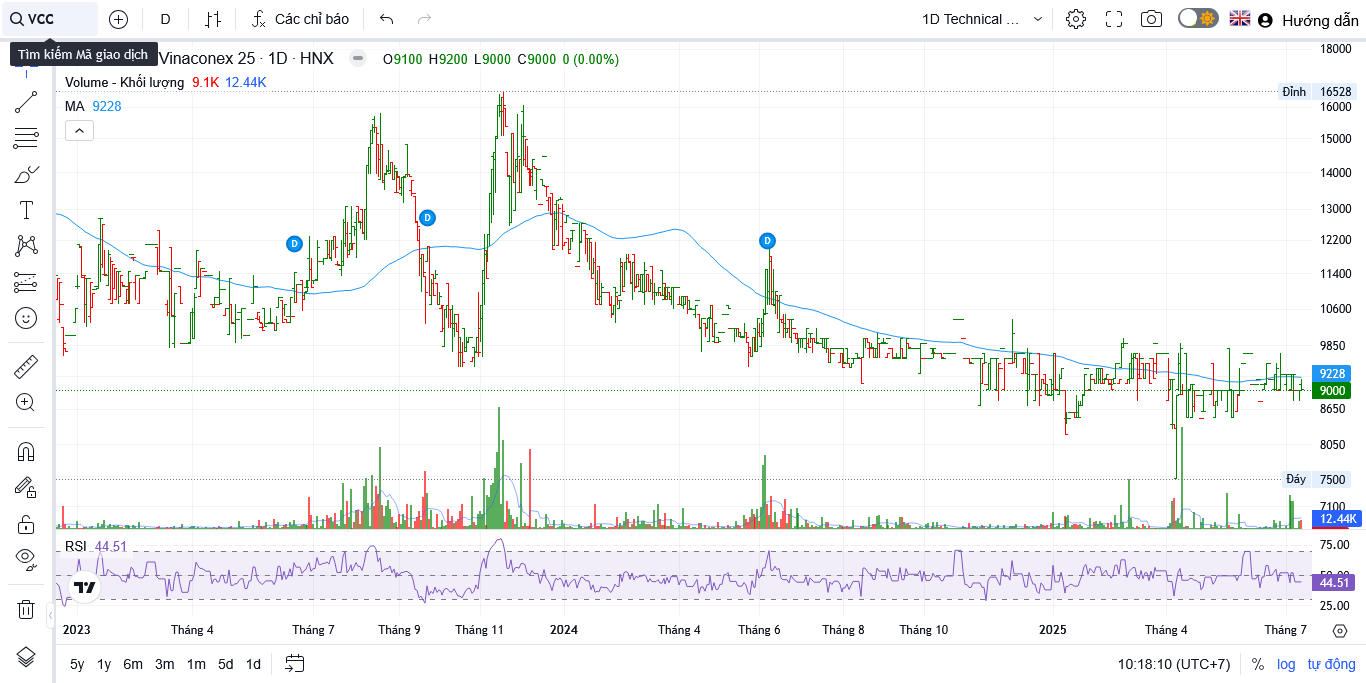 VCC
D
Các chỉ báo
1D Technical ...
Hướng dẫn
Tìm kiếm Mã giao dịch
Vinaconex 25 · 1D · HNX
O9100 H9200 L9000 C9000 0 (0.00%)
Volume - Khối lượng 9.1K 12.44K
MA 9228
18000
Đỉnh 16528
16000
15000
14000
13000
12200
11400
10600
9850
9228
9000
8650
8050
Đáy 7500
7100
12.44K
D
D
D
RSI 44.51
75.00
50.00
44.51
25.00
2023
Tháng 4
Tháng 7
Tháng 9
Tháng 11
2024
Tháng 4
Tháng 6
Tháng 8
Tháng 10
2025
Tháng 4
Tháng 7
5y 1y 6m 3m 1m 5d 1d
10:18:10 (UTC+7)
% log tự động